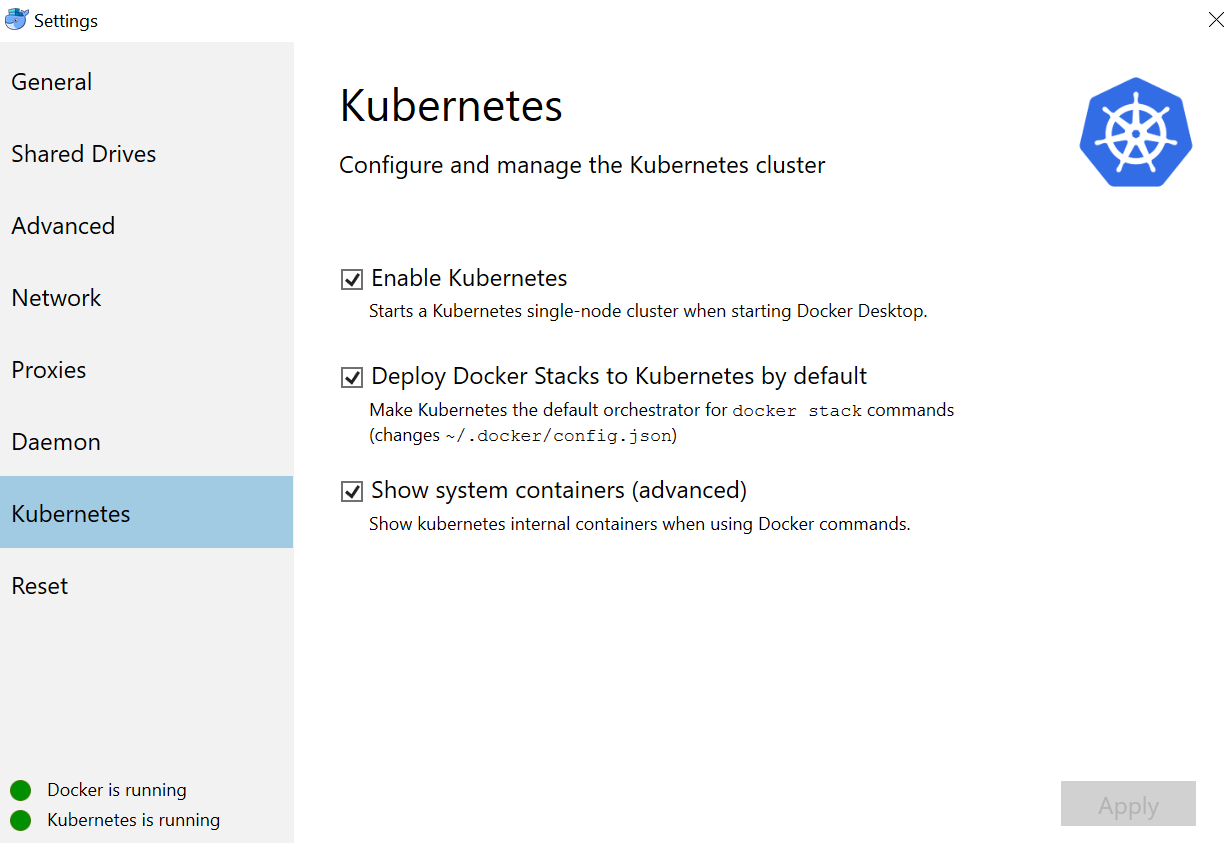 Settings
General
Shared Drives
Advanced
Network
Proxies
Daemon
Kubernetes
Reset
Docker is running
Kubernetes is running
Kubernetes
Configure and manage the Kubernetes cluster
Enable Kubernetes
Starts a Kubernetes single-node cluster when starting Docker Desktop.
Deploy Docker Stacks to Kubernetes by default
Make Kubernetes the default orchestrator for docker stack commands
(changes ~/.docker/config.json)
Show system containers (advanced)
Show kubernetes internal containers when using Docker commands.
Apply